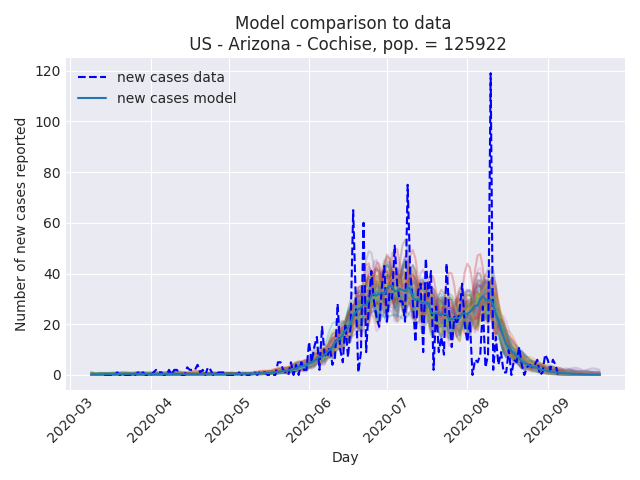 Model comparison to data
US - Arizona - Cochise, pop. = 125922
new cases data
new cases model
Number of new cases reported
120
100
80
60
40
20
0
2020-03
2020-04
2020-05
2020-06
2020-07
2020-08
2020-09
Day